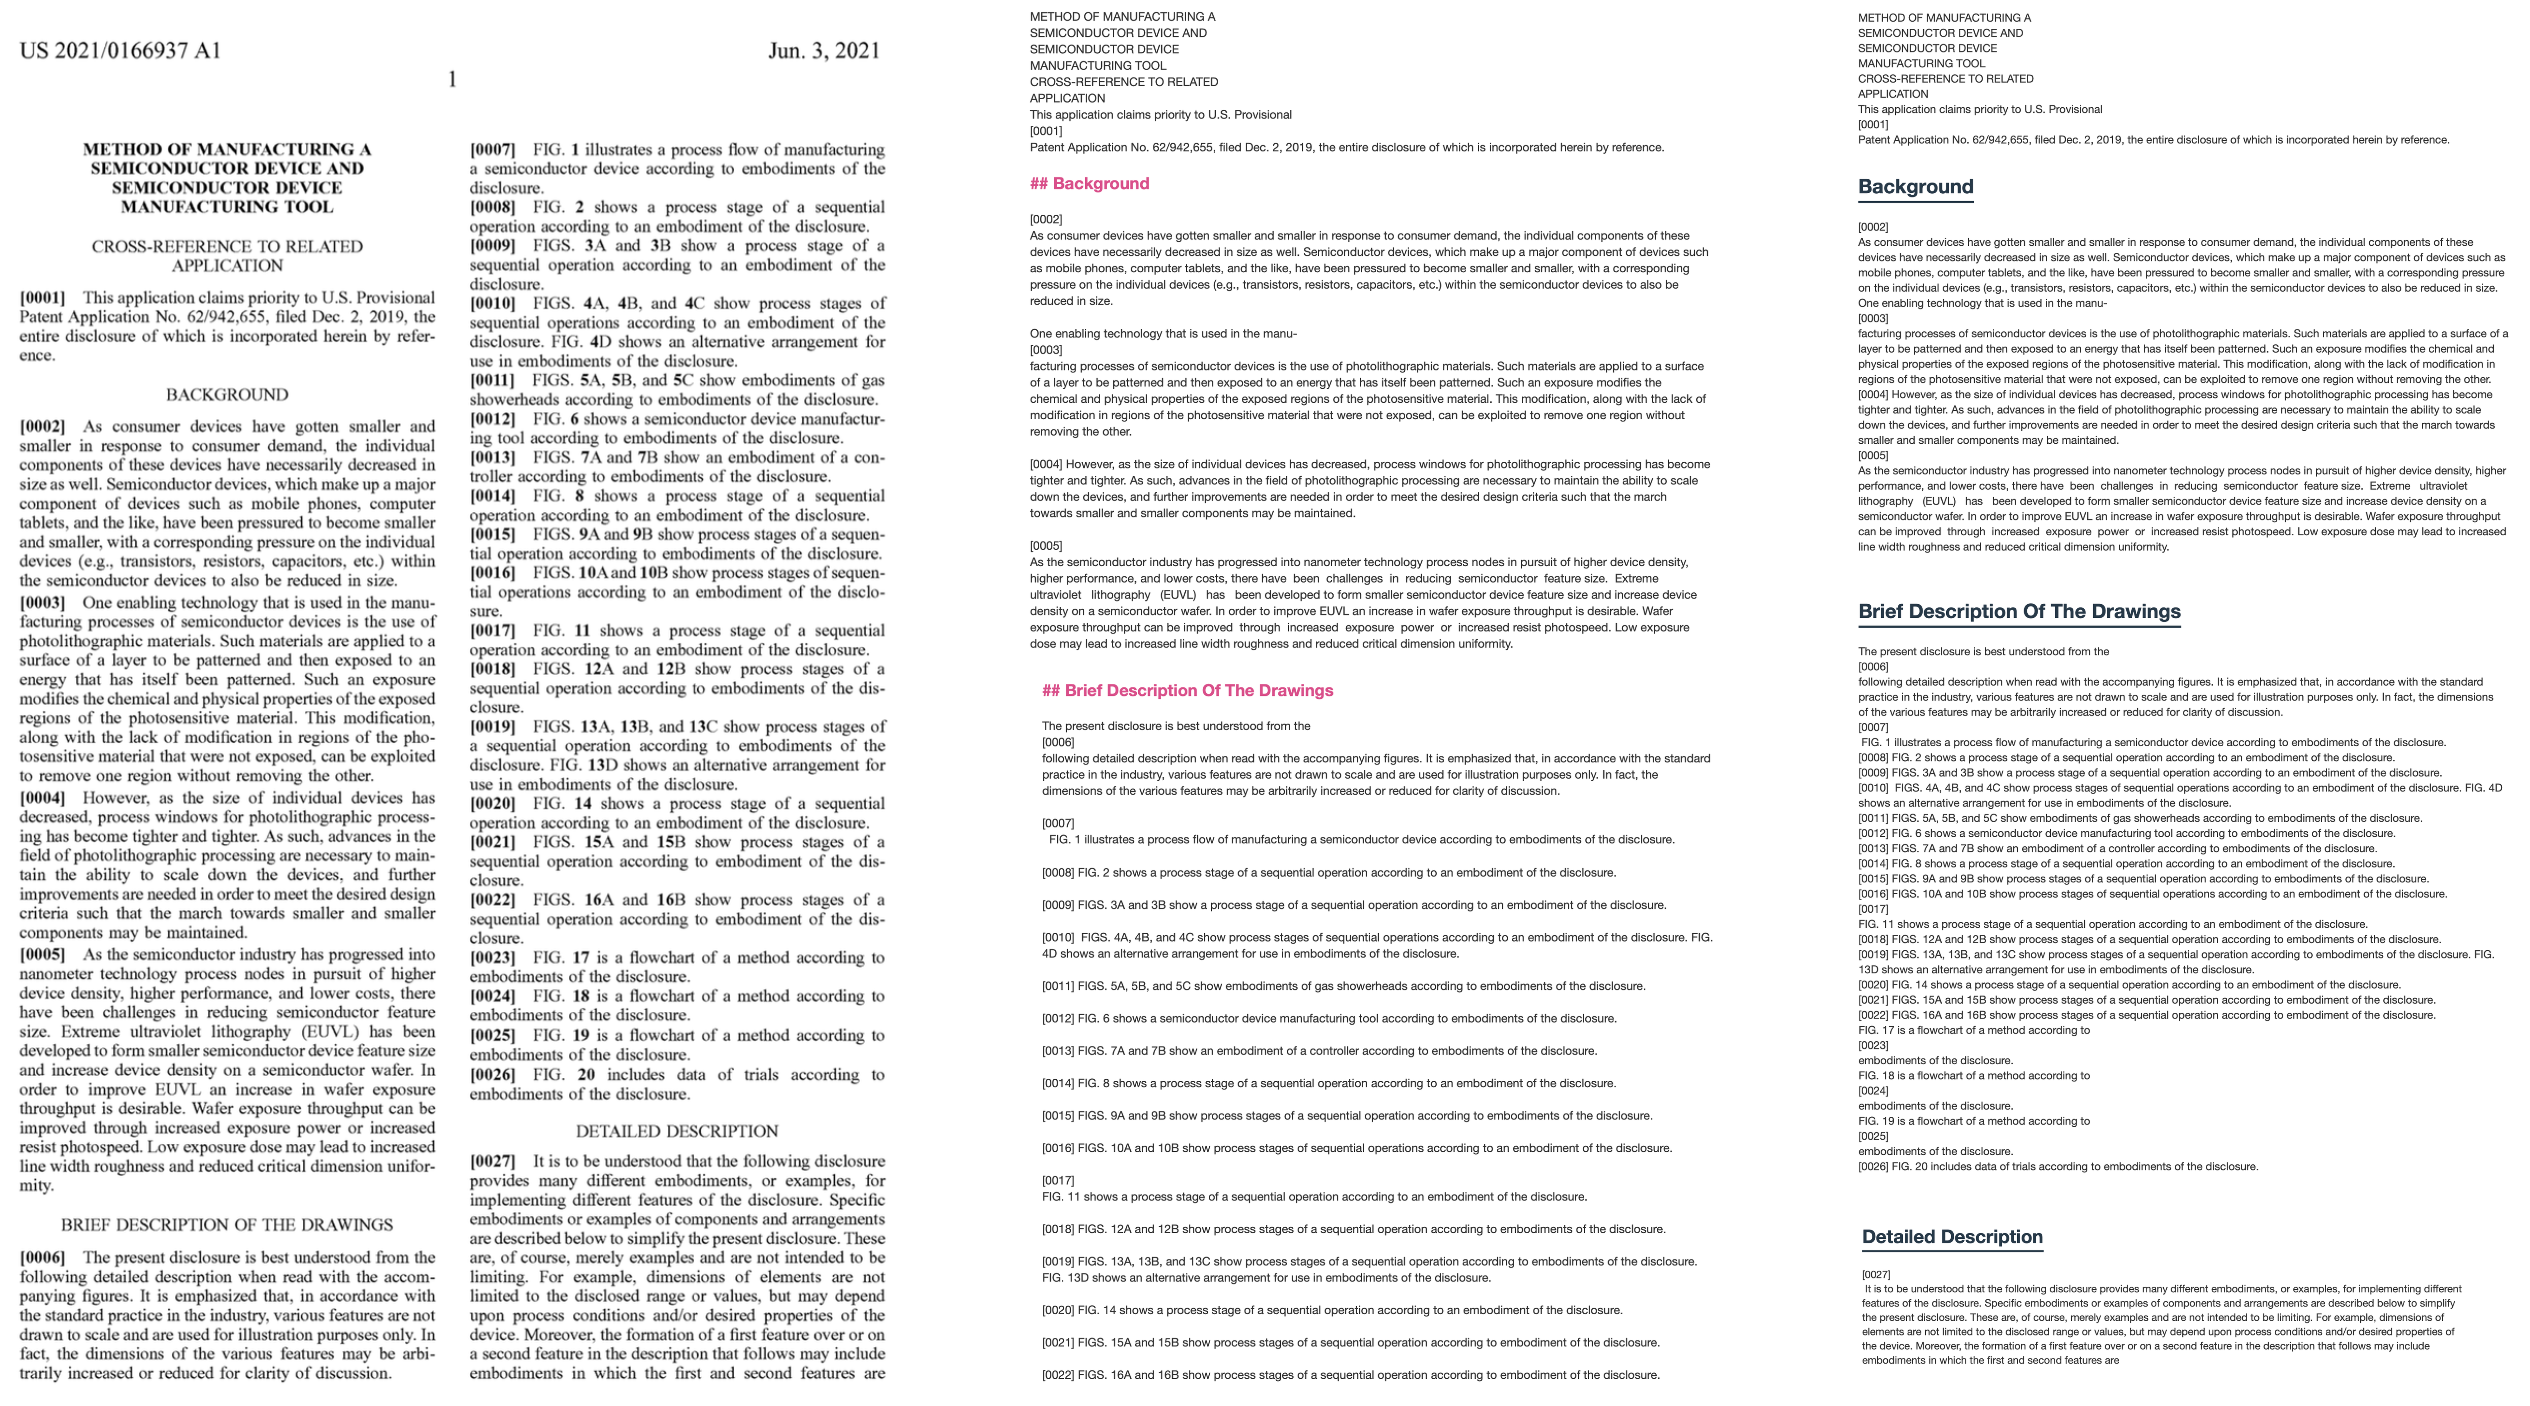 US 2021/0166937 A1
Jun. 3, 2021
1
METHOD OF MANUFACTURING A
SEMICONDUCTOR DEVICE AND
SEMICONDUCTOR DEVICE
MANUFACTURING TOOL
CROSS-REFERENCE TO RELATED
APPLICATION
[0001] This application claims priority to U.S. Provisional
Patent Application No. 62/942,655, filed Dec. 2, 2019, the
entire disclosure of which is incorporated herein by refer-
ence.
BACKGROUND
[0002] As consumer devices have gotten smaller and
smaller in response to consumer demand, the individual
components of these devices have necessarily decreased in
size as well. Semiconductor devices, which make up a major
component of devices such as mobile phones, computer
tablets, and the like, have been pressured to become smaller
and smaller, with a corresponding pressure on the individual
devices (e.g., transistors, resistors, capacitors, etc.) within
the semiconductor devices to also be reduced in size.
[0003] One enabling technology that is used in the manu-
facturing processes of semiconductor devices is the use of
photolithographic materials. Such materials are applied to a
surface of a layer to be patterned and then exposed to an
energy that has itself been patterned. Such an exposure
modifies the chemical and physical properties of the exposed
regions of the photosensitive material. This modification,
along with the lack of modification in regions of the pho-
tosensitive material that were not exposed, can be exploited
to remove one region without removing the other.
[0004] However, as the size of individual devices has
decreased, process windows for photolithographic process-
ing has become tighter and tighter. As such, advances in the
field of photolithographic processing are necessary to main-
tain the ability to scale down the devices, and further
improvements are needed in order to meet the desired design
criteria such that the march towards smaller and smaller
components may be maintained.
[0005] As the semiconductor industry has progressed into
nanometer technology process nodes in pursuit of higher
device density, higher performance, and lower costs, there
have been challenges in reducing semiconductor feature
size. Extreme ultraviolet lithography (EUVL) has been
developed to form smaller semiconductor device feature size
and increase device density on a semiconductor wafer. In
order to improve EUVL an increase in wafer exposure
throughput is desirable. Wafer exposure throughput can be
improved through increased exposure power or increased
resist photospeed. Low exposure dose may lead to increased
line width roughness and reduced critical dimension unifor-
mity.
BRIEF DESCRIPTION OF THE DRAWINGS
[0006] The present disclosure is best understood from the
following detailed description when read with the accom-
panying figures. It is emphasized that, in accordance with
the standard practice in the industry, various features are not
drawn to scale and are used for illustration purposes only. In
fact, the dimensions of the various features may be arbi-
trarily increased or reduced for clarity of discussion.
[0007] FIG. 1 illustrates a process flow of manufacturing
a semiconductor device according to embodiments of the
disclosure.
[0008] FIG. 2 shows a process stage of a sequential
operation according to an embodiment of the disclosure.
[0009] FIGS. 3A and 3B show a process stage of a
sequential operation according to an embodiment of the
disclosure.
[0010] FIGS. 4A, 4B, and 4C show process stages of
sequential operations according to an embodiment of the
disclosure. FIG. 4D shows an alternative arrangement for
use in embodiments of the disclosure.
[0011] FIGS. 5A, 5B, and 5C show embodiments of gas
showerheads according to embodiments of the disclosure.
[0012] FIG. 6 shows a semiconductor device manufactur-
ing tool according to embodiments of the disclosure.
[0013] FIGS. 7A and 7B show an embodiment of a con-
troller according to embodiments of the disclosure.
[0014] FIG. 8 shows a process stage of a sequential
operation according to an embodiment of the disclosure.
[0015] FIGS. 9A and 9B show process stages of a sequen-
tial operation according to embodiments of the disclosure.
[0016] FIGS. 10A and 10B show process stages of sequen-
tial operations according to an embodiment of the disclo-
sure.
[0017] FIG. 11 shows a process stage of a sequential
operation according to an embodiment of the disclosure.
[0018] FIGS. 12A and 12B show process stages of a
sequential operation according to embodiments of the dis-
closure.
[0019] FIGS. 13A, 13B, and 13C show process stages of
a sequential operation according to embodiments of the
disclosure. FIG. 13D shows an alternative arrangement for
use in embodiments of the disclosure.
[0020] FIG. 14 shows a process stage of a sequential
operation according to an embodiment of the disclosure.
[0021] FIGS. 15A and 15B show process stages of a
sequential operation according to embodiment of the dis-
closure.
[0022] FIGS. 16A and 16B show process stages of a
sequential operation according to embodiment of the dis-
closure.
[0023] FIG. 17 is a flowchart of a method according to
embodiments of the disclosure.
[0024] FIG. 18 is a flowchart of a method according to
embodiments of the disclosure.
[0025] FIG. 19 is a flowchart of a method according to
embodiments of the disclosure.
[0026] FIG. 20 includes data of trials according to
embodiments of the disclosure.
DETAILED DESCRIPTION
[0027] It is to be understood that the following disclosure
provides many different embodiments, or examples, for
implementing different features of the disclosure. Specific
embodiments or examples of components and arrangements
are described below to simplify the present disclosure. These
are, of course, merely examples and are not intended to be
limiting. For example, dimensions of elements are not
limited to the disclosed range or values, but may depend
upon process conditions and/or desired properties of the
device. Moreover, the formation of a first feature over or on
a second feature in the description that follows may include
embodiments in which the first and second features are
METHOD OF MANUFACTURING A
SEMICONDUCTOR DEVICE AND
SEMICONDUCTOR DEVICE
MANUFACTURING TOOL
CROSS-REFERENCE TO RELATED
APPLICATION
This application claims priority to U.S. Provisional
[0001]
Patent Application No. 62/942,655, filed Dec. 2, 2019, the entire disclosure of which is incorporated herein by reference.
## Background
[0002]
As consumer devices have gotten smaller and smaller in response to consumer demand, the individual components of these
devices have necessarily decreased in size as well. Semiconductor devices, which make up a major component of devices such
as mobile phones, computer tablets, and the like, have been pressured to become smaller and smaller, with a corresponding
pressure on the individual devices (e.g., transistors, resistors, capacitors, etc.) within the semiconductor devices to also be
reduced in size.
One enabling technology that is used in the manu-
[0003]
facturing processes of semiconductor devices is the use of photolithographic materials. Such materials are applied to a surface
of a layer to be patterned and then exposed to an energy that has itself been patterned. Such an exposure modifies the
chemical and physical properties of the exposed regions of the photosensitive material. This modification, along with the lack of
modification in regions of the photosensitive material that were not exposed, can be exploited to remove one region without
removing the other.
[0004] However, as the size of individual devices has decreased, process windows for photolithographic processing has become
tighter and tighter. As such, advances in the field of photolithographic processing are necessary to maintain the ability to scale
down the devices, and further improvements are needed in order to meet the desired design criteria such that the march
towards smaller and smaller components may be maintained.
[0005]
As the semiconductor industry has progressed into nanometer technology process nodes in pursuit of higher device density,
higher performance, and lower costs, there have been challenges in reducing semiconductor feature size. Extreme
ultraviolet lithography (EUVL) has been developed to form smaller semiconductor device feature size and increase device
density on a semiconductor wafer. In order to improve EUVL an increase in wafer exposure throughput is desirable. Wafer
exposure throughput can be improved through increased exposure power or increased resist photospeed. Low exposure
dose may lead to increased line width roughness and reduced critical dimension uniformity.
## Brief Description Of The Drawings
The present disclosure is best understood from the
[0006]
following detailed description when read with the accompanying figures. It is emphasized that, in accordance with the standard
practice in the industry, various features are not drawn to scale and are used for illustration purposes only. In fact, the
dimensions of the various features may be arbitrarily increased or reduced for clarity of discussion.
[0007]
FIG. 1 illustrates a process flow of manufacturing a semiconductor device according to embodiments of the disclosure.
[0008] FIG. 2 shows a process stage of a sequential operation according to an embodiment of the disclosure.
[0009] FIGS. 3A and 3B show a process stage of a sequential operation according to an embodiment of the disclosure.
[0010] FIGS. 4A, 4B, and 4C show process stages of sequential operations according to an embodiment of the disclosure. FIG.
4D shows an alternative arrangement for use in embodiments of the disclosure.
[0011] FIGS. 5A, 5B, and 5C show embodiments of gas showerheads according to embodiments of the disclosure.
[0012] FIG. 6 shows a semiconductor device manufacturing tool according to embodiments of the disclosure.
[0013] FIGS. 7A and 7B show an embodiment of a controller according to embodiments of the disclosure.
[0014] FIG. 8 shows a process stage of a sequential operation according to an embodiment of the disclosure.
[0015] FIGS. 9A and 9B show process stages of a sequential operation according to embodiments of the disclosure.
[0016] FIGS. 10A and 10B show process stages of sequential operations according to an embodiment of the disclosure.
[0017]
FIG. 11 shows a process stage of a sequential operation according to an embodiment of the disclosure.
[0018] FIGS. 12A and 12B show process stages of a sequential operation according to embodiments of the disclosure.
[0019] FIGS. 13A, 13B, and 13C show process stages of a sequential operation according to embodiments of the disclosure.
FIG. 13D shows an alternative arrangement for use in embodiments of the disclosure.
[0020] FIG. 14 shows a process stage of a sequential operation according to an embodiment of the disclosure.
[0021] FIGS. 15A and 15B show process stages of a sequential operation according to embodiment of the disclosure.
[0022] FIGS. 16A and 16B show process stages of a sequential operation according to embodiment of the disclosure.
METHOD OF MANUFACTURING A
SEMICONDUCTOR DEVICE AND
SEMICONDUCTOR DEVICE
MANUFACTURING TOOL
CROSS-REFERENCE TO RELATED
APPLICATION
This application claims priority to U.S. Provisional
[0001]
Patent Application No. 62/942,655, filed Dec. 2, 2019, the entire disclosure of which is incorporated herein by reference.
Background
[0002]
As consumer devices have gotten smaller and smaller in response to consumer demand, the individual components of these
devices have necessarily decreased in size as well. Semiconductor devices, which make up a major component of devices such as
mobile phones, computer tablets, and the like, have been pressured to become smaller and smaller, with a corresponding pressure
on the individual devices (e.g., transistors, resistors, capacitors, etc.) within the semiconductor devices to also be reduced in size.
One enabling technology that is used in the manu-
[0003]
facturing processes of semiconductor devices is the use of photolithographic materials. Such materials are applied to a surface of a
layer to be patterned and then exposed to an energy that has itself been patterned. Such an exposure modifies the chemical and
physical properties of the exposed regions of the photosensitive material. This modification, along with the lack of modification in
regions of the photosensitive material that were not exposed, can be exploited to remove one region without removing the other.
[0004] However, as the size of individual devices has decreased, process windows for photolithographic processing has become
tighter and tighter. As such, advances in the field of photolithographic processing are necessary to maintain the ability to scale
down the devices, and further improvements are needed in order to meet the desired design criteria such that the march towards
smaller and smaller components may be maintained.
[0005]
As the semiconductor industry has progressed into nanometer technology process nodes in pursuit of higher device density, higher
performance, and lower costs, there have been challenges in reducing semiconductor feature size. Extreme ultraviolet
lithography (EUVL) has been developed to form smaller semiconductor device feature size and increase device density on a
semiconductor wafer. In order to improve EUVL an increase in wafer exposure throughput is desirable. Wafer exposure throughput
can be improved through increased exposure power or increased resist photospeed. Low exposure dose may lead to increased
line width roughness and reduced critical dimension uniformity.
Brief Description Of The Drawings
The present disclosure is best understood from the
[0006]
following detailed description when read with the accompanying figures. It is emphasized that, in accordance with the standard
practice in the industry, various features are not drawn to scale and are used for illustration purposes only. In fact, the dimensions
of the various features may be arbitrarily increased or reduced for clarity of discussion.
[0007]
FIG. 1 illustrates a process flow of manufacturing a semiconductor device according to embodiments of the disclosure.
[0008] FIG. 2 shows a process stage of a sequential operation according to an embodiment of the disclosure.
[0009] FIGS. 3A and 3B show a process stage of a sequential operation according to an embodiment of the disclosure.
[0010] FIGS. 4A, 4B, and 4C show process stages of sequential operations according to an embodiment of the disclosure. FIG. 4D
shows an alternative arrangement for use in embodiments of the disclosure.
[0011] FIGS. 5A, 5B, and 5C show embodiments of gas showerheads according to embodiments of the disclosure.
[0012] FIG. 6 shows a semiconductor device manufacturing tool according to embodiments of the disclosure.
[0013] FIGS. 7A and 7B show an embodiment of a controller according to embodiments of the disclosure.
[0014] FIG. 8 shows a process stage of a sequential operation according to an embodiment of the disclosure.
[0015] FIGS. 9A and 9B show process stages of a sequential operation according to embodiments of the disclosure.
[0016] FIGS. 10A and 10B show process stages of sequential operations according to an embodiment of the disclosure.
[0017]
FIG. 11 shows a process stage of a sequential operation according to an embodiment of the disclosure.
[0018] FIGS. 12A and 12B show process stages of a sequential operation according to embodiments of the disclosure.
[0019] FIGS. 13A, 13B, and 13C show process stages of a sequential operation according to embodiments of the disclosure. FIG.
13D shows an alternative arrangement for use in embodiments of the disclosure.
[0020] FIG. 14 shows a process stage of a sequential operation according to an embodiment of the disclosure.
[0021] FIGS. 15A and 15B show process stages of a sequential operation according to embodiment of the disclosure.
[0022] FIGS. 16A and 16B show process stages of a sequential operation according to embodiment of the disclosure.
FIG. 17 is a flowchart of a method according to
[0023]
embodiments of the disclosure.
FIG. 18 is a flowchart of a method according to
[0024]
embodiments of the disclosure.
FIG. 19 is a flowchart of a method according to
[0025]
embodiments of the disclosure.
[0026] FIG. 20 includes data of trials according to embodiments of the disclosure.
Detailed Description
[0027]
It is to be understood that the following disclosure provides many different embodiments, or examples, for implementing different
features of the disclosure. Specific embodiments or examples of components and arrangements are described below to simplify
the present disclosure. These are, of course, merely examples and are not intended to be limiting. For example, dimensions of
elements are not limited to the disclosed range or values, but may depend upon process conditions and/or desired properties of
the device. Moreover, the formation of a first feature over or on a second feature in the description that follows may include
embodiments in which the first and second features are